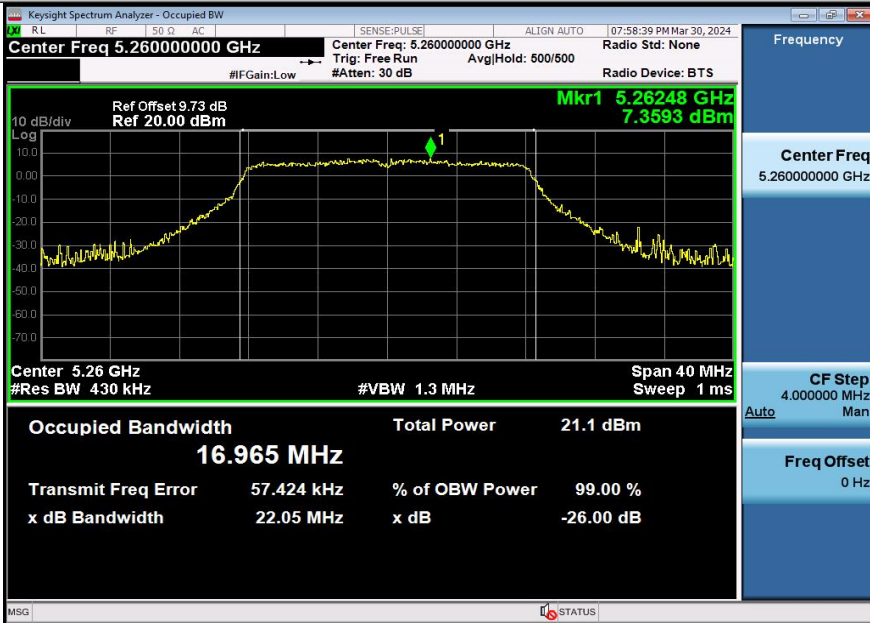 Keysight Spectrum Analyzer - Occupied BW
LXI RL RF 50 Ω AC SENSE:PULSE ALIGN AUTO 07:58:39 PM Mar 30, 2024
Center Freq 5.260000000 GHz
Center Freq: 5.260000000 GHz
Radio Std: None
Trig: Free Run Avg|Hold: 500/500
#IFGain:Low #Atten: 30 dB Radio Device: BTS
Ref Offset 9.73 dB
10 dB/div Ref 20.00 dBm
Mkr1 5.26248 GHz
7.3593 dBm
Log
1
10.0
0.00
-10.0
-20.0
-30.0
-40.0
-50.0
-60.0
-70.0
Center 5.26 GHz Span 40 MHz
#Res BW 430 kHz #VBW 1.3 MHz Sweep 1 ms
Occupied Bandwidth Total Power 21.1 dBm
16.965 MHz
Transmit Freq Error 57.424 kHz % of OBW Power 99.00 %
x dB Bandwidth 22.05 MHz x dB -26.00 dB
MSG STATUS
Frequency
Center Freq
5.260000000 GHz
CF Step
4.000000 MHz
Auto Man
Freq Offset
0 Hz